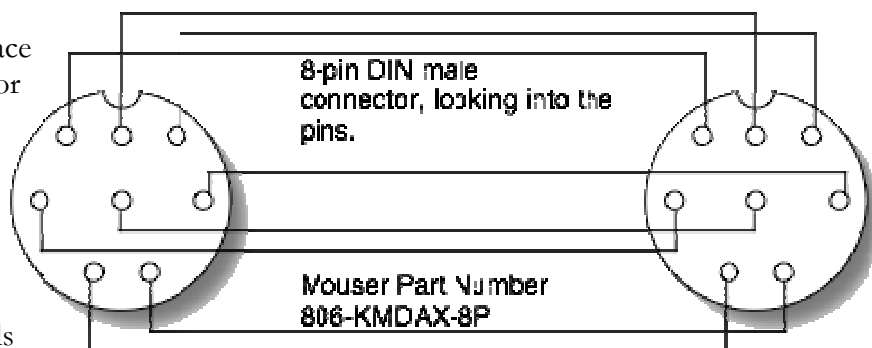 8-pin DIN male
connector, looking into the
pins.
Mouser Part Number
806-KMDAX-8P